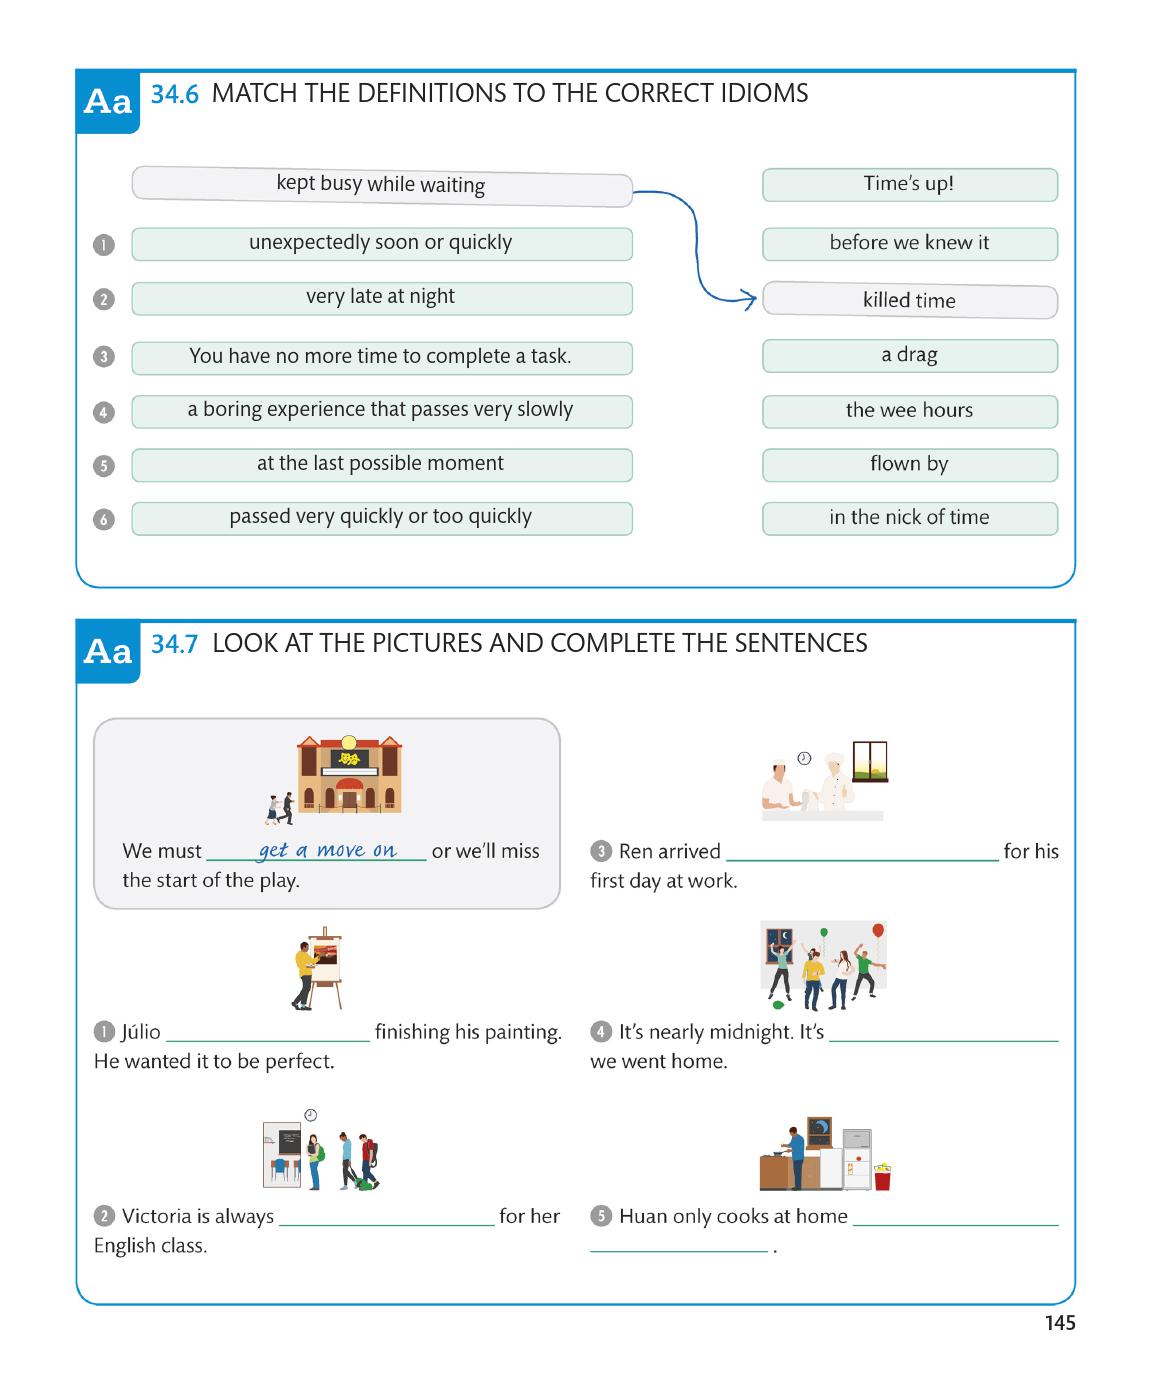 Aa 34.6 MATCH THE DEFINITIONS TO THE CORRECT IDIOMS
kept busy while waiting
Time's up!
1 unexpectedly soon or quickly
before we knew it
2 very late at night
killed time
3 You have no more time to complete a task.
a drag
4 a boring experience that passes very slowly
the wee hours
5 at the last possible moment
flown by
6 passed very quickly or too quickly
in the nick of time
Aa 34.7 LOOK AT THE PICTURES AND COMPLETE THE SENTENCES
We must get a move on or we'll miss
the start of the play.
1 Júlio finishing his painting.
He wanted it to be perfect.
2 Victoria is always for her
English class.
3 Ren arrived for his
first day at work.
4 It's nearly midnight. It's
we went home.
5 Huan only cooks at home
.
145